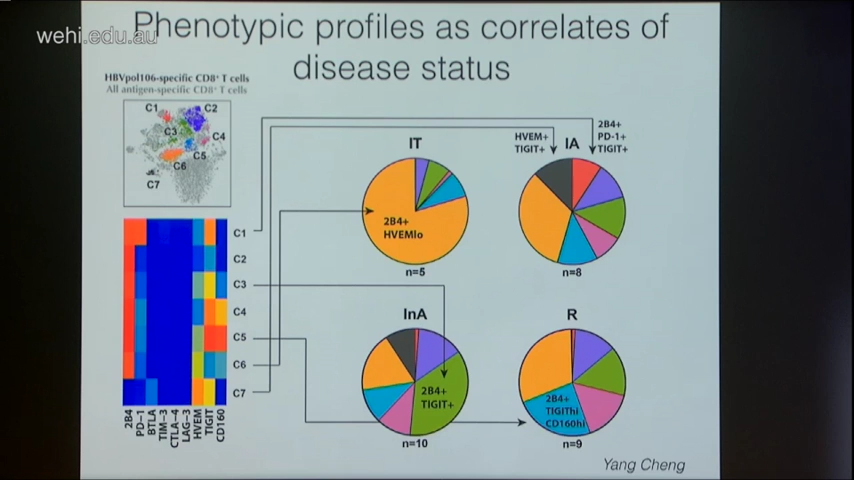 wehi.edu.au
Phenotypic profiles as correlates of
disease status
HBVpol106-specific CD8+ T cells
All antigen-specific CD8+ T cells
C1
C2
C3
C4
C5
C6
C7
C1
C2
C3
C4
C5
C6
C7
2B4
PD-1
BTLA
TIM-3
CTLA-4
LAG-3
HVEM
TIGIT
CD160
IT
2B4+
HVEMlo
n=5
HVEM+
TIGIT+
IA
2B4+
PD-1+
TIGIT+
n=8
InA
2B4+
TIGIT+
n=10
R
2B4+
TIGIThi
CD160hi
n=9
Yang Cheng